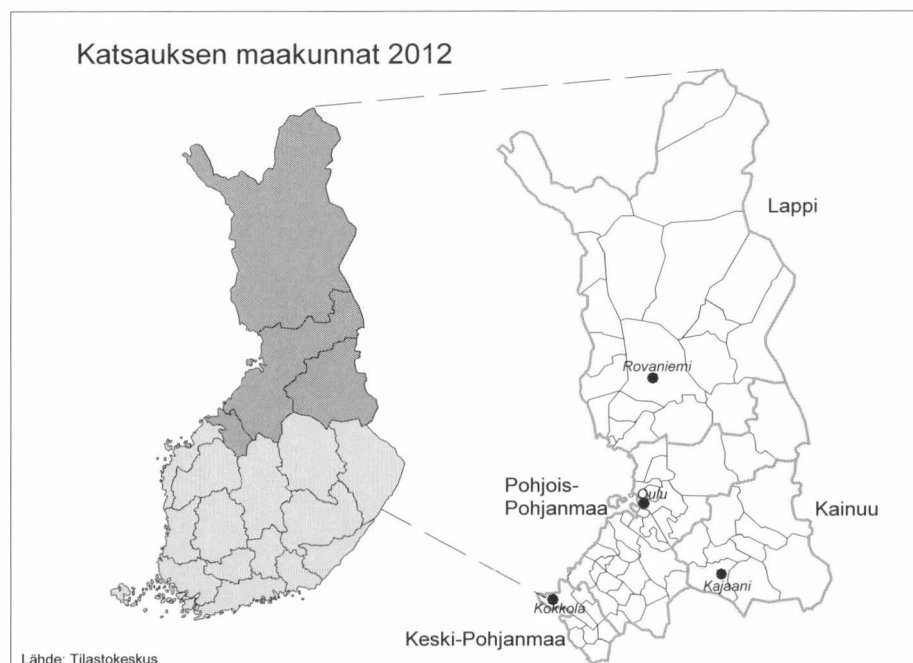 Katsauksen maakunnat 2012
Lappi
Rovaniemi
Pohjois-
Pohjanmaa
Oulu
Kainuu
Kajaani
Kokkola
Keski-Pohjanmaa
Lähde: Tilastokeskus